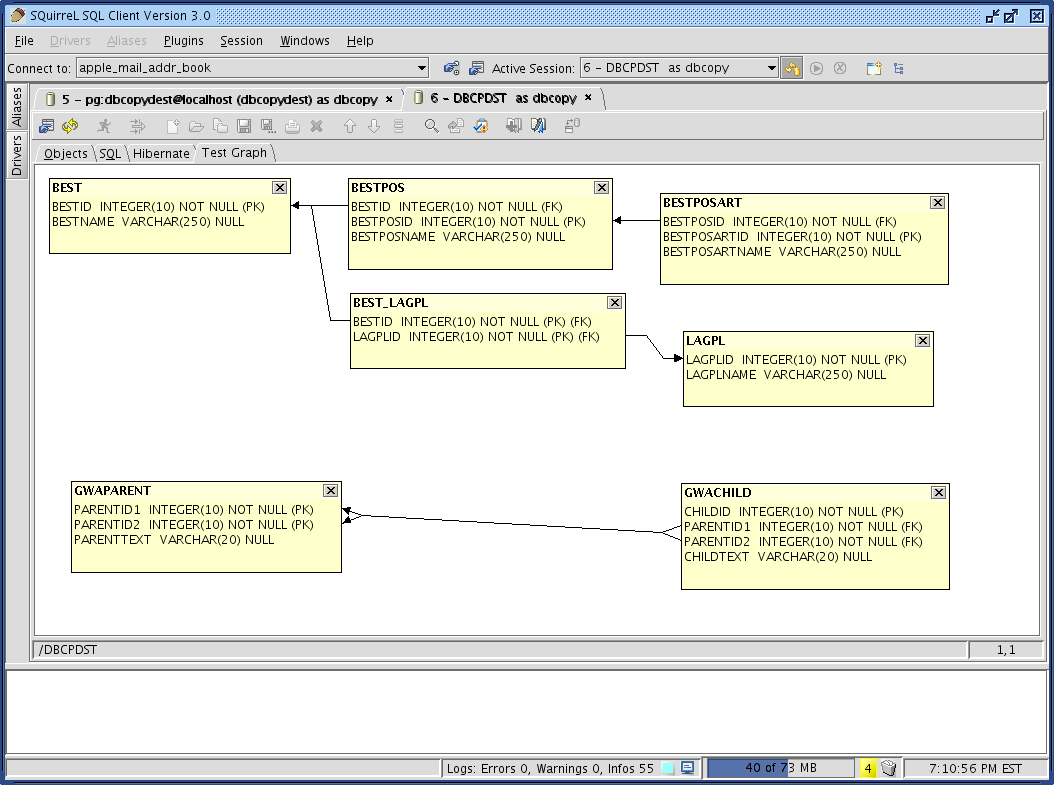 SQuirreL SQL Client Version 3.0
File Drivers Aliases Plugins Session Windows Help
Connect to: apple_mail_addr_book Active Session: 6 – DBCPDST as dbcopy
Aliases
Drivers
5 – pg:dbcopydest@localhost (dbcopydest) as dbcopy × 6 – DBCPDST as dbcopy ×
Objects SQL Hibernate Test Graph
BEST
BESTID INTEGER(10) NOT NULL (PK)
BESTNAME VARCHAR(250) NULL
BESTPOS
BESTID INTEGER(10) NOT NULL (FK)
BESTPOSID INTEGER(10) NOT NULL (PK)
BESTPOSNAME VARCHAR(250) NULL
BESTPOSART
BESTPOSID INTEGER(10) NOT NULL (FK)
BESTPOSARTID INTEGER(10) NOT NULL (PK)
BESTPOSARTNAME VARCHAR(250) NULL
BEST_LAGPL
BESTID INTEGER(10) NOT NULL (PK) (FK)
LAGPLID INTEGER(10) NOT NULL (PK) (FK)
LAGPL
LAGPLID INTEGER(10) NOT NULL (PK)
LAGPLNAME VARCHAR(250) NULL
GWAPARENT
PARENTID1 INTEGER(10) NOT NULL (PK)
PARENTID2 INTEGER(10) NOT NULL (PK)
PARENTTEXT VARCHAR(20) NULL
GWACHILD
CHILDID INTEGER(10) NOT NULL (PK)
PARENTID1 INTEGER(10) NOT NULL (FK)
PARENTID2 INTEGER(10) NOT NULL (FK)
CHILDTEXT VARCHAR(20) NULL
/DBCPDST 1,1
Logs: Errors 0, Warnings 0, Infos 55 40 of 73 MB 4 7:10:56 PM EST